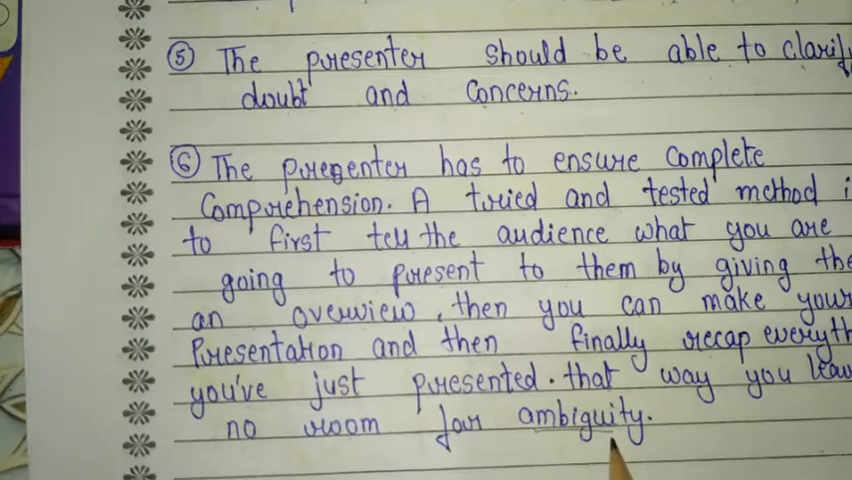 ⑤ The presenter should be able to clarify
doubt and concerns.
⑥ The presenter has to ensure complete
Comprehension. A tried and tested method i
to first tell the audience what you are
going to present to them by giving the
an overview, then you can make your
Presentation and then finally recap everyth
you've just presented. that way you leav
no room for ambiguity.